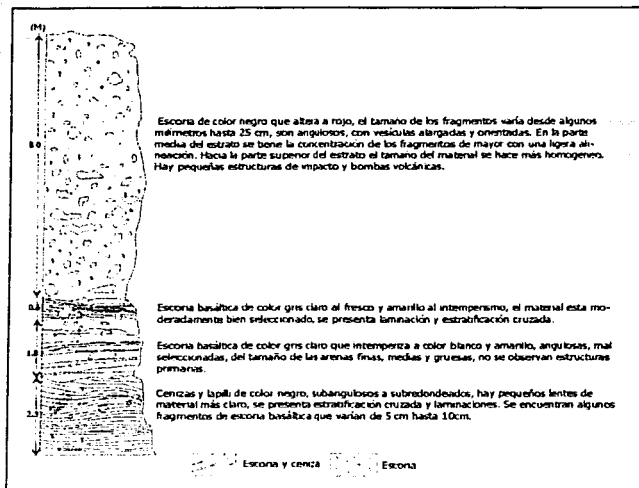 (M)
Escoria de color negro que altera a rojo, el tamaño de los fragmentos varía desde algunos
milímetros hasta 25 cm, son angulosos, con vesículas alargadas y orientadas. En la parte
media del estrato se tiene la concentración de los fragmentos de mayor con una ligera ali-
neación. Hacia la parte superior del estrato el tamaño del material se hace más homogeneo.
Hay pequeñas estructuras de impacto y bombas volcánicas.
8.0
Escoria basáltica de color gris claro al fresco y amarillo al intemperismo, el material esta mo-
deradamente bien seleccionado, se presenta laminación y estratificación cruzada.
Escoria basáltica de color gris claro que intemperiza a color blanco y amarillo, angulosas, mal
seleccionadas, del tamaño de las arenas finas, medias y gruesas, no se observan estructuras
primarias.
1.8
Cenizas y lapilli de color negro, subangulosos a subredondeados, hay pequeños lentes de
material más claro, se presenta estratificación cruzada y laminaciones. Se encuentran algunos
fragmentos de escoria basáltica que varían de 5 cm hasta 10cm.
Escoria y ceniza
Escoria